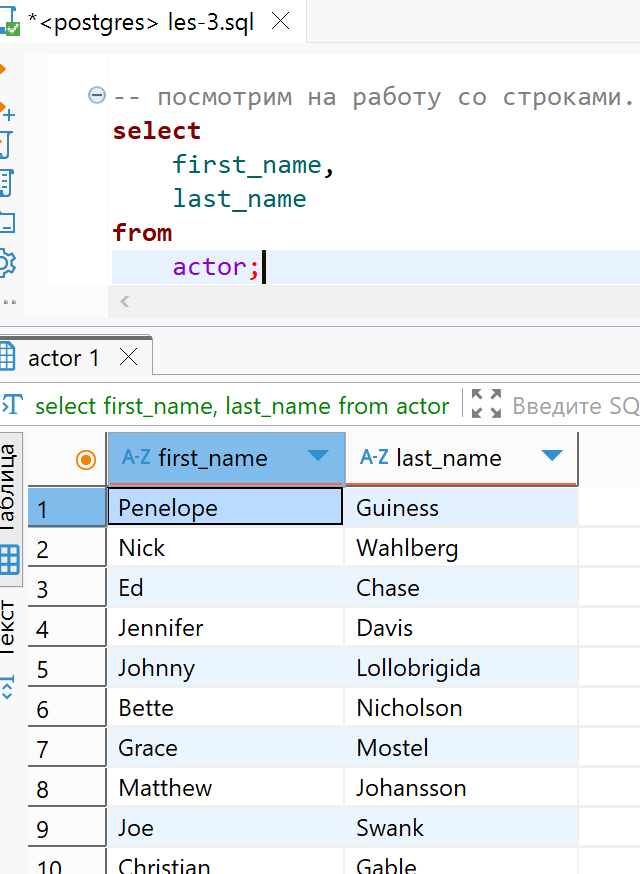 *<postgres> les-3.sql
-- посмотрим на работу со строками.
select
first_name,
last_name
from
actor;
actor 1
select first_name, last_name from actor
Введите SQ
Таблица
Текст
A-Z first_name A-Z last_name
1 Penelope Guiness
2 Nick Wahlberg
3 Ed Chase
4 Jennifer Davis
5 Johnny Lollobrigida
6 Bette Nicholson
7 Grace Mostel
8 Matthew Johansson
9 Joe Swank
10 Christian Gable